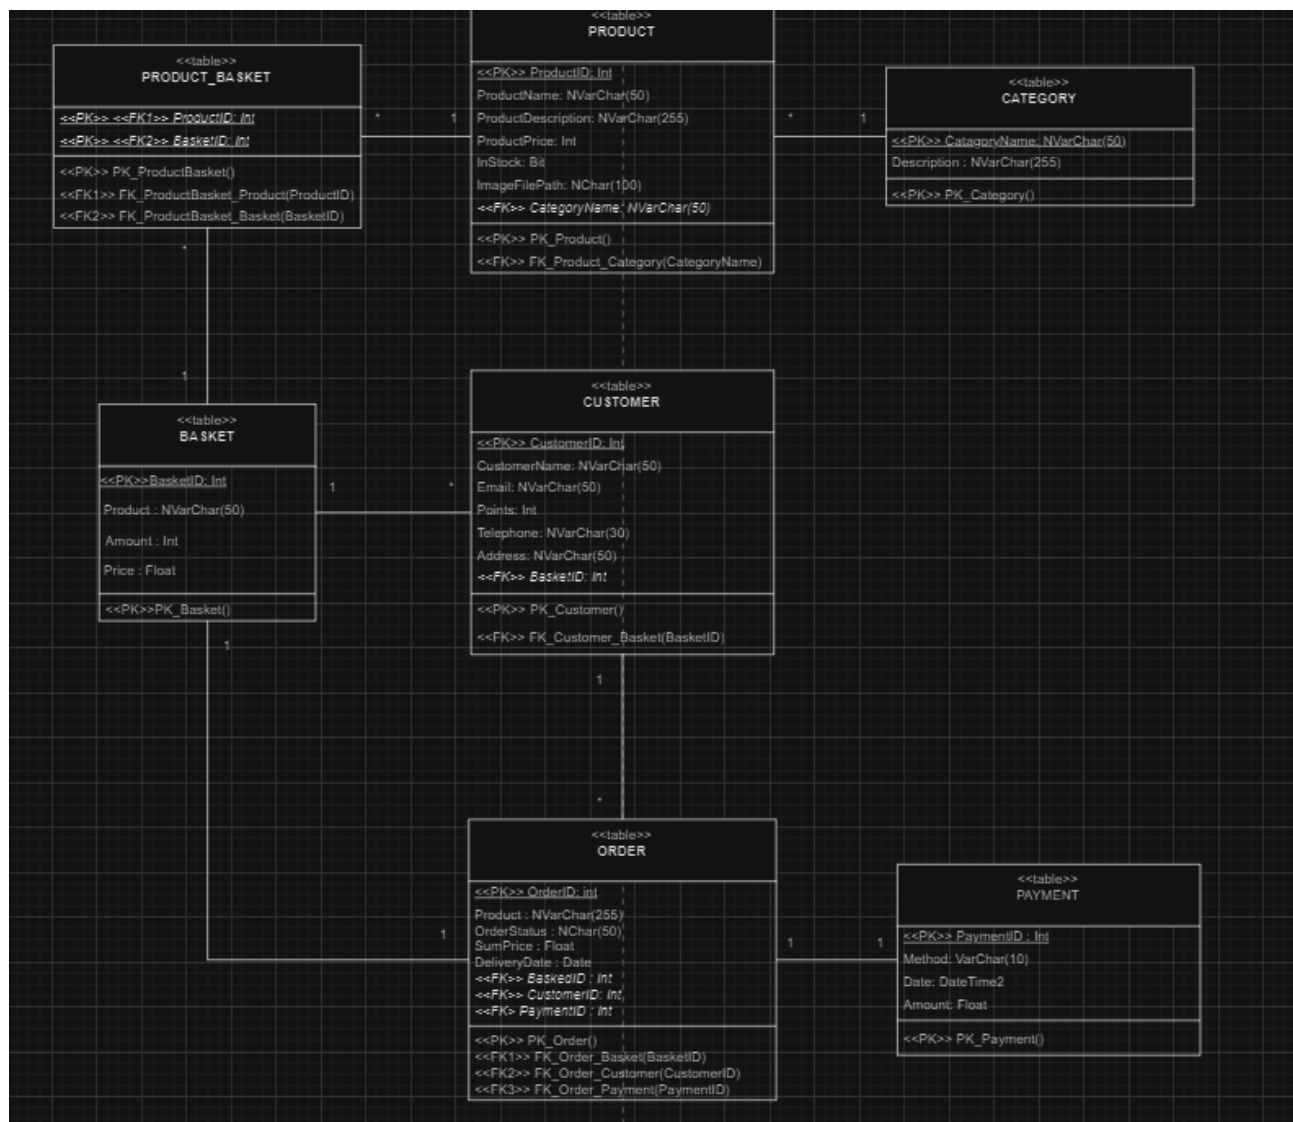 <<table>>
PRODUCT_BASKET
<<PK>> <<FK1>> ProductID: Int
<<PK>> <<FK2>> BasketID: Int
<<PK>> PK_ProductBasket()
<<FK1>> FK_ProductBasket_Product(ProductID)
<<FK2>> FK_ProductBasket_Basket(BasketID)
*
1
<<table>>
PRODUCT
<<PK>> ProductID: Int
ProductName: NVarChar(50)
ProductDescription: NVarChar(255)
ProductPrice: Int
InStock: Bit
ImageFilePath: NChar(100)
<<FK>> CategoryName: NVarChar(50)
<<PK>> PK_Product()
<<FK>> FK_Product_Category(CategoryName)
*
1
<<table>>
CATEGORY
<<PK>> CatagoryName: NVarChar(50)
Description : NVarChar(255)
<<PK>> PK_Category()
*
1
<<table>>
BASKET
<<PK>>BasketID: Int
Product : NVarChar(50)
Amount : Int
Price : Float
<<PK>>PK_Basket()
1
*
<<table>>
CUSTOMER
<<PK>> CustomerID: Int
CustomerName: NVarChar(50)
Email: NVarChar(50)
Points: Int
Telephone: NVarChar(30)
Address: NVarChar(50)
<<FK>> BasketID: Int
<<PK>> PK_Customer()
<<FK>> FK_Customer_Basket(BasketID)
1
1
*
1
<<table>>
ORDER
<<PK>> OrderID: int
Product : NVarChar(255)
OrderStatus : NChar(50)
SumPrice : Float
DeliveryDate : Date
<<FK>> BaskedID : Int
<<FK>> CustomerID: Int
<<FK> PaymentID : Int
<<PK>> PK_Order()
<<FK1>> FK_Order_Basket(BasketID)
<<FK2>> FK_Order_Customer(CustomerID)
<<FK3>> FK_Order_Payment(PaymentID)
1
1
<<table>>
PAYMENT
<<PK>> PaymentID : Int
Method: VarChar(10)
Date: DateTime2
Amount: Float
<<PK>> PK_Payment()